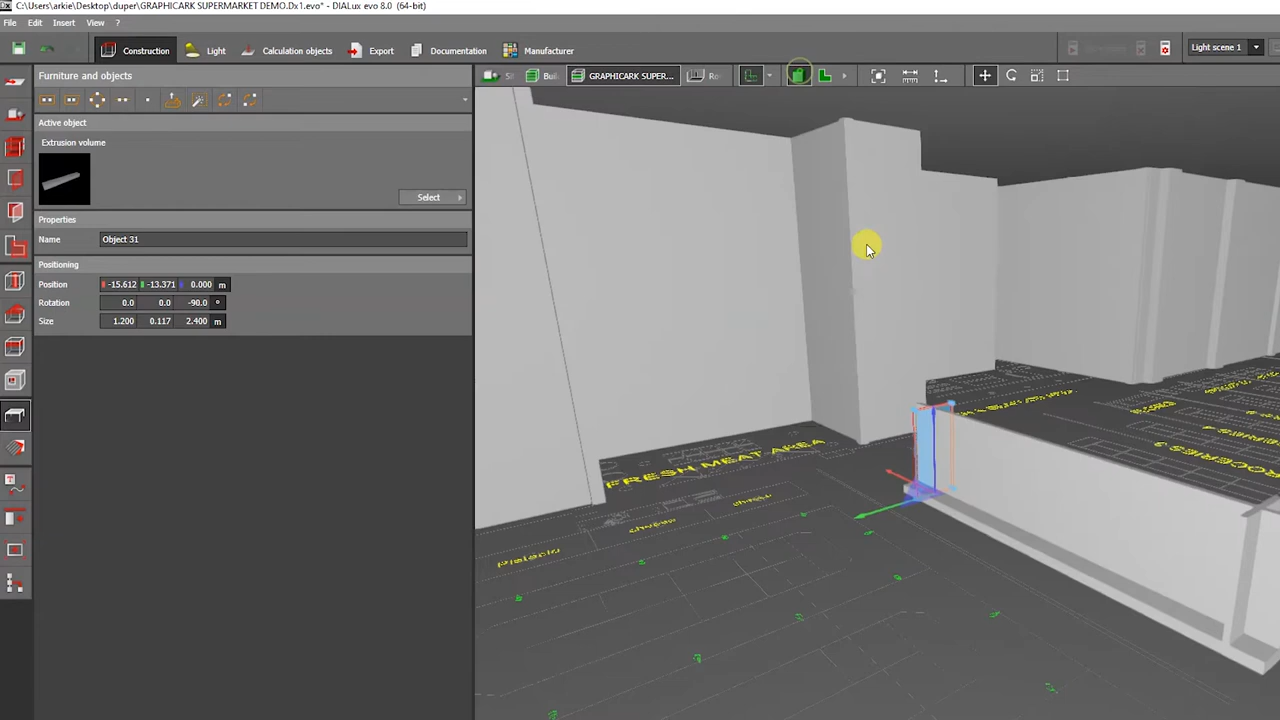 C:\Users\arkie\Desktop\duper\GRAPHICARK SUPERMARKET DEMO.Dx1.evo* - DIALux evo 8.0 (64-bit)
File Edit Insert View ?
Construction Light Calculation objects Export Documentation Manufacturer
Light scene 1
Furniture and objects
GRAPHICARK SUPER...
Active object
Extrusion volume
Select
Properties
Name Object 31
Positioning
Position -15.612 -13.371 0.000 m
Rotation 0.0 0.0 -90.0 °
Size 1.200 0.117 2.400 m
FRESH MEAT AREA